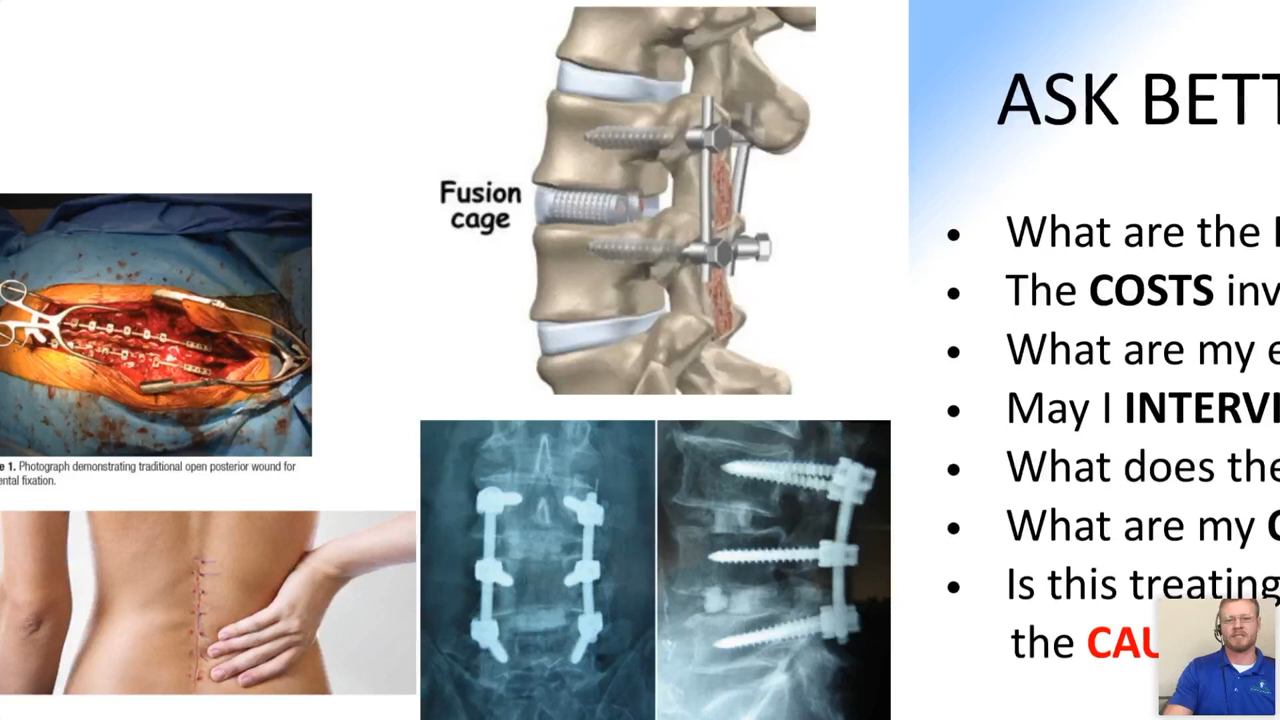 Fusion
cage
e 1. Photograph demonstrating traditional open posterior wound for
ental fixation.
ASK BETT
• What are the
• The COSTS inv
• What are my e
• May I INTERVI
• What does the
• What are my
• Is this treating
the CAU